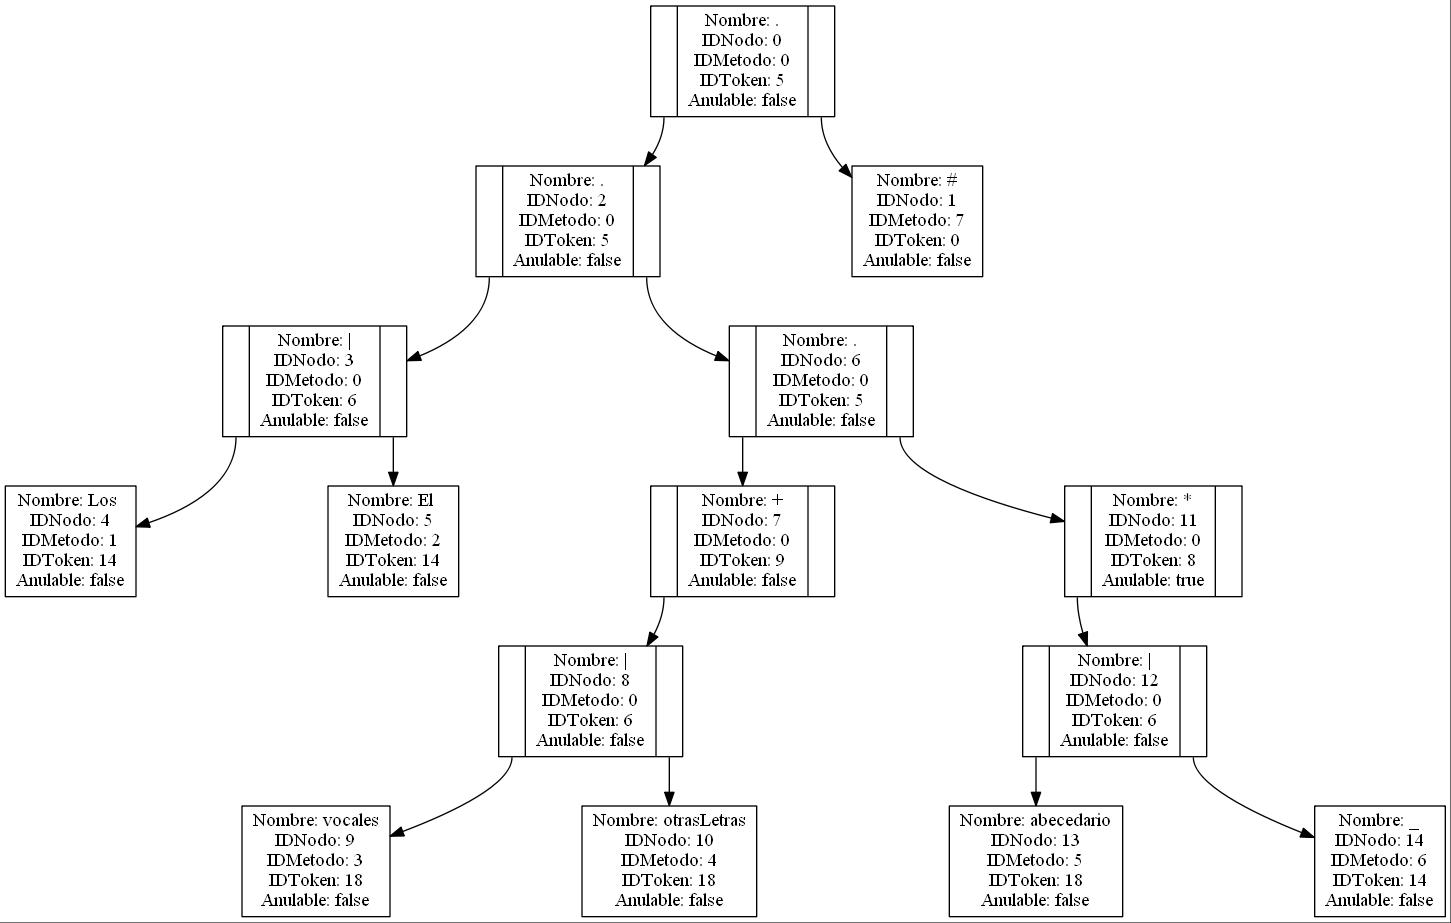 Nombre: .
IDNodo: 0
IDMetodo: 0
IDToken: 5
Anulable: false
Nombre: .
IDNodo: 2
IDMetodo: 0
IDToken: 5
Anulable: false
Nombre: #
IDNodo: 1
IDMetodo: 7
IDToken: 0
Anulable: false
Nombre: |
IDNodo: 3
IDMetodo: 0
IDToken: 6
Anulable: false
Nombre: .
IDNodo: 6
IDMetodo: 0
IDToken: 5
Anulable: false
Nombre: Los
IDNodo: 4
IDMetodo: 1
IDToken: 14
Anulable: false
Nombre: El
IDNodo: 5
IDMetodo: 2
IDToken: 14
Anulable: false
Nombre: +
IDNodo: 7
IDMetodo: 0
IDToken: 9
Anulable: false
Nombre: *
IDNodo: 11
IDMetodo: 0
IDToken: 8
Anulable: true
Nombre: |
IDNodo: 8
IDMetodo: 0
IDToken: 6
Anulable: false
Nombre: |
IDNodo: 12
IDMetodo: 0
IDToken: 6
Anulable: false
Nombre: vocales
IDNodo: 9
IDMetodo: 3
IDToken: 18
Anulable: false
Nombre: otrasLetras
IDNodo: 10
IDMetodo: 4
IDToken: 18
Anulable: false
Nombre: abecedario
IDNodo: 13
IDMetodo: 5
IDToken: 18
Anulable: false
Nombre: _
IDNodo: 14
IDMetodo: 6
IDToken: 14
Anulable: false